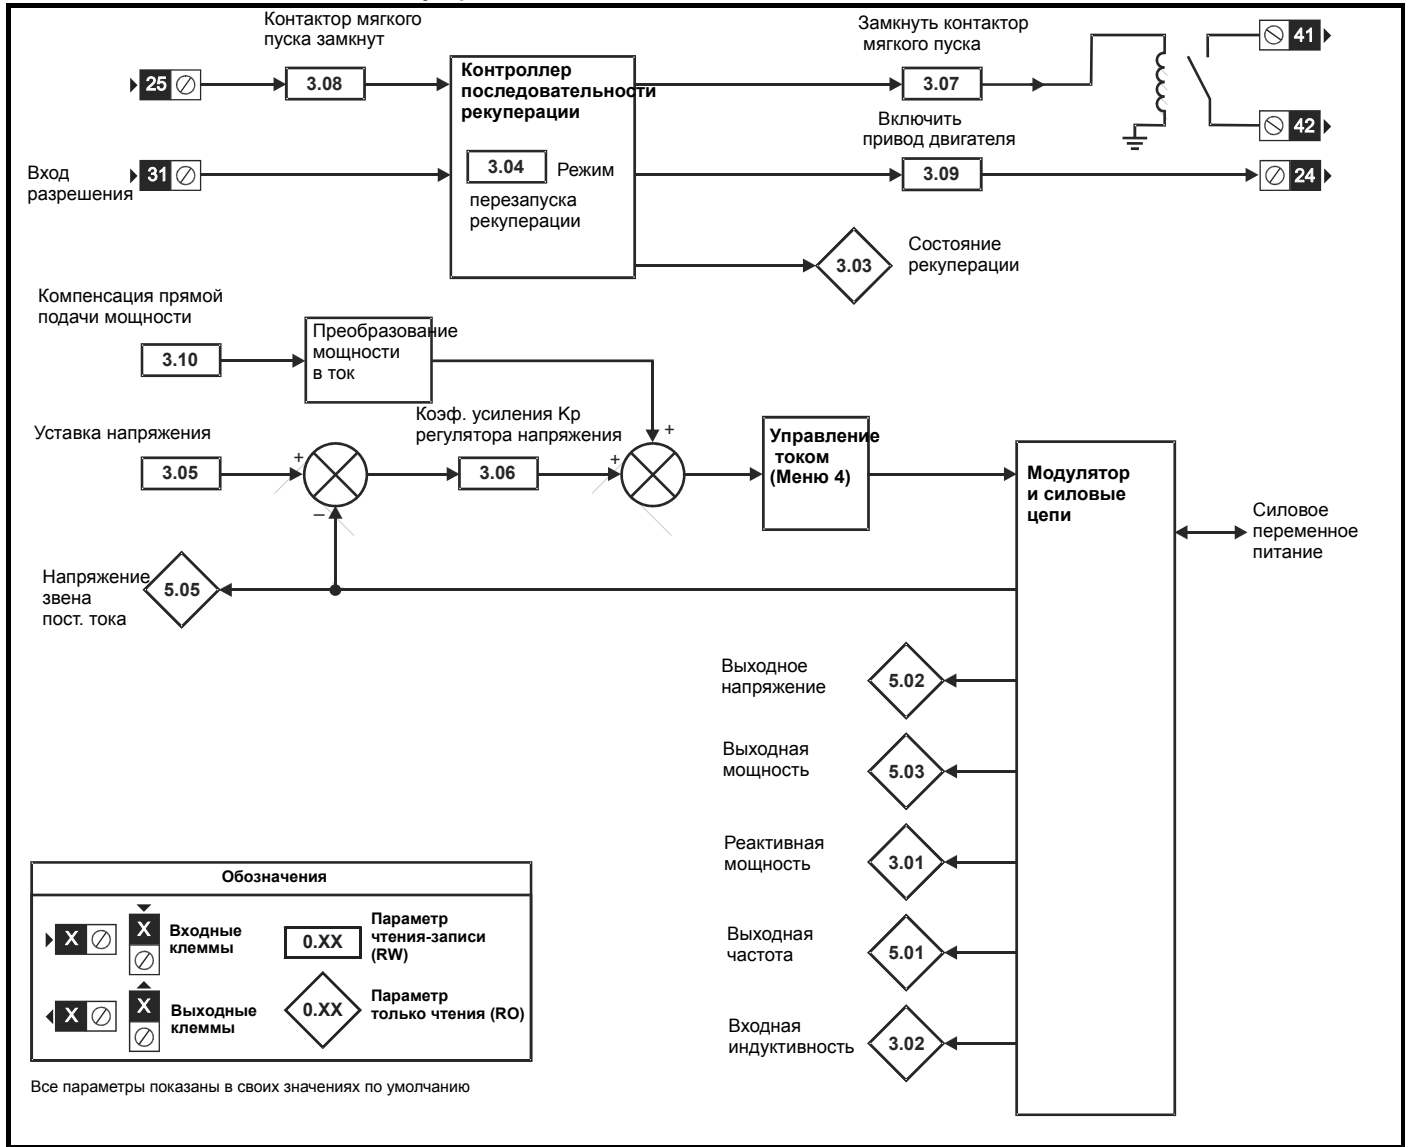 Контактор мягкого
пуска замкнут
Замкнуть контактор
мягкого пуска
41
25
3.08
Контроллер
последовательности
рекуперации
3.07
42
Включить
привод двигателя
Вход
разрешения
31
3.04 Режим
перезапуска
рекуперации
3.09
24
3.03
Состояние
рекуперации
Компенсация прямой
подачи мощности
3.10
Преобразование
мощности
в ток
Уставка напряжения
3.05
+
–
Коэф. усиления Kp
регулятора напряжения
3.06
+
+
Управление
током
(Меню 4)
Модулятор
и силовые
цепи
Силовое
переменное
питание
Напряжение
звена
пост. тока
5.05
Выходное
напряжение
5.02
Выходная
мощность
5.03
Реактивная
мощность
3.01
Выходная
частота
5.01
Входная
индуктивность
3.02
Обозначения
X
X
Входные
клеммы
0.XX
Параметр
чтения-записи
(RW)
X
X
Выходные
клеммы
0.XX
Параметр
только чтения (RO)
Все параметры показаны в своих значениях по умолчанию